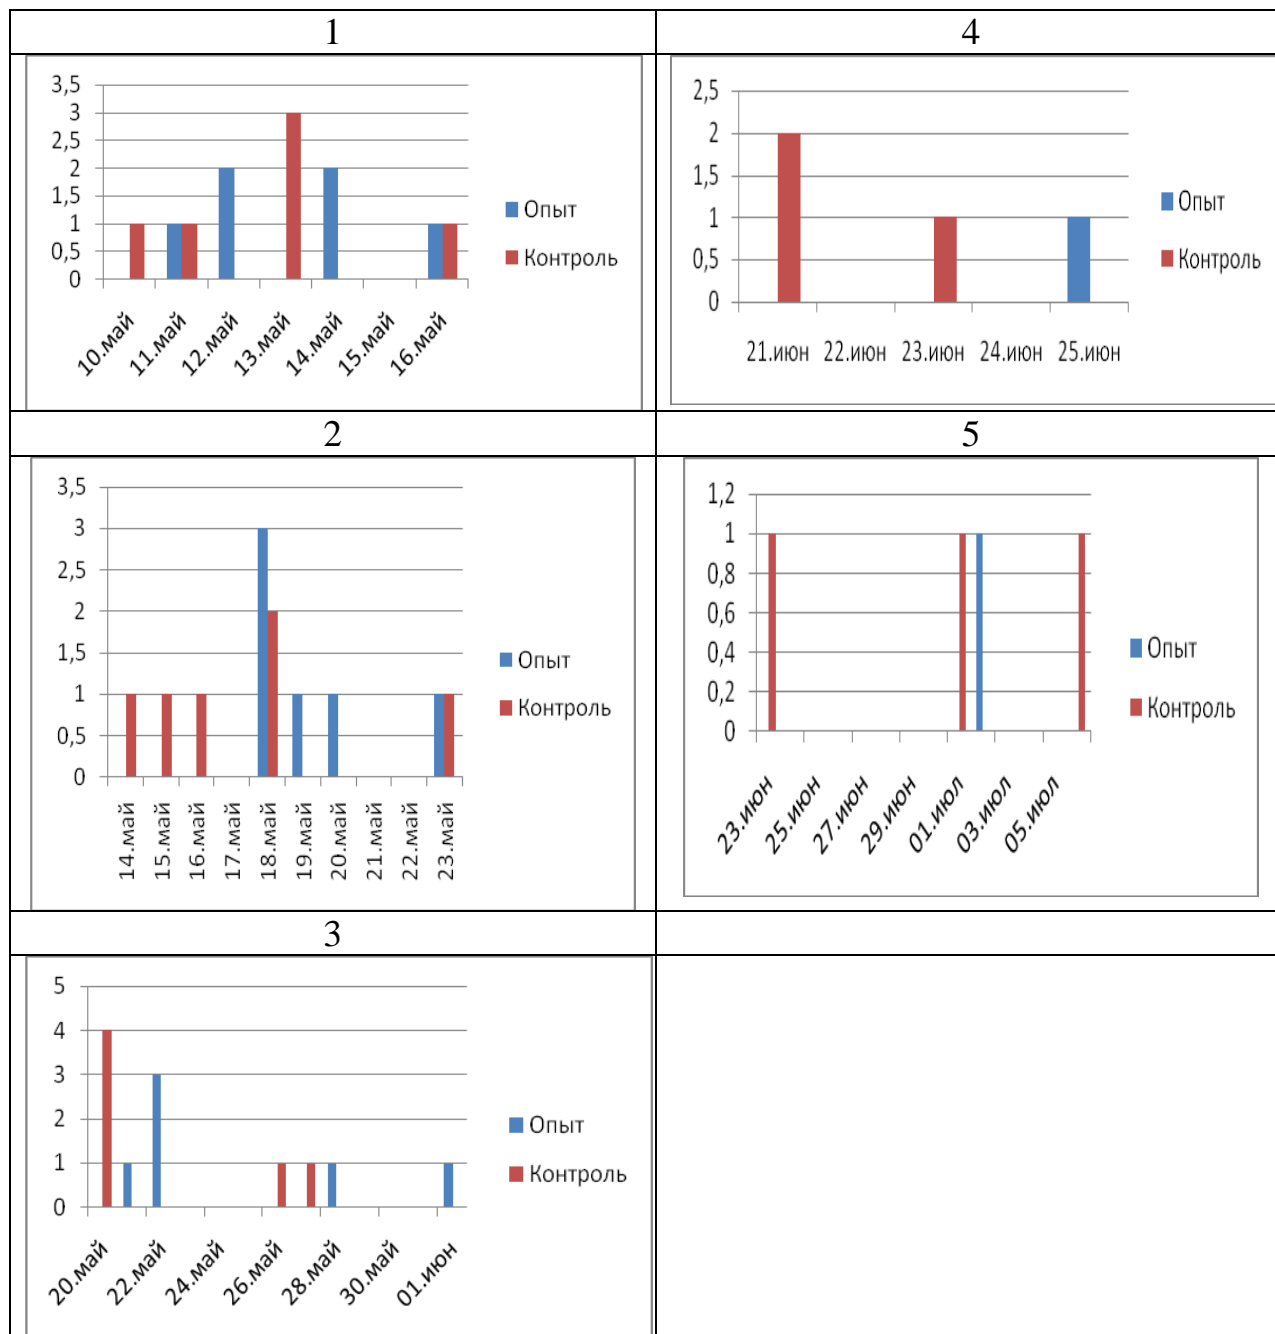 1
3,5
3
2,5
2
1,5
1
0,5
0
10.май 11.май 12.май 13.май 14.май 15.май 16.май
Опыт
Контроль
4
2,5
2
1,5
1
0,5
0
21.июн 22.июн 23.июн 24.июн 25.июн
Опыт
Контроль
2
3,5
3
2,5
2
1,5
1
0,5
0
14.май 15.май 16.май 17.май 18.май 19.май 20.май 21.май 22.май 23.май
Опыт
Контроль
5
1,2
1
0,8
0,6
0,4
0,2
0
23.июн 25.июн 27.июн 29.июн 01.июл 03.июл 05.июл
Опыт
Контроль
3
5
4
3
2
1
0
20.май 22.май 24.май 26.май 28.май 30.май 01.июн
Опыт
Контроль